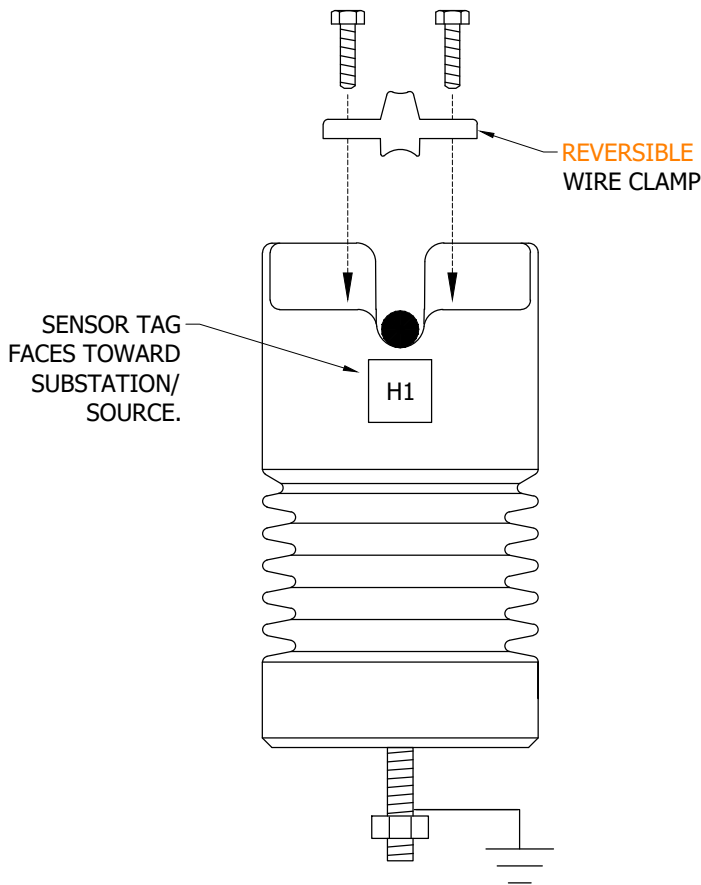 REVERSIBLE
WIRE CLAMP
SENSOR TAG
FACES TOWARD
SUBSTATION/
SOURCE.
H1